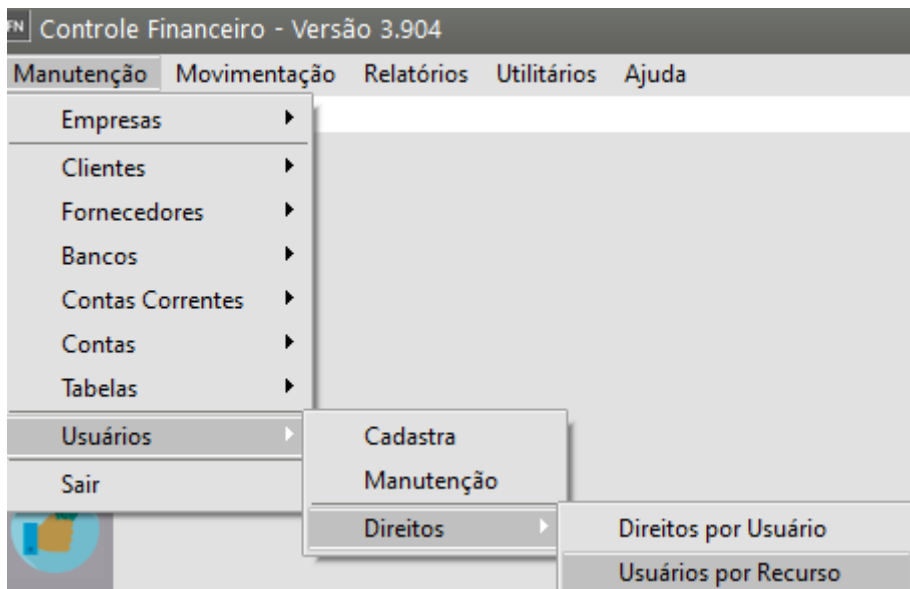 FN Controle Financeiro - Versão 3.904
Manutenção Movimentação Relatórios Utilitários Ajuda
Empresas
Clientes
Fornecedores
Bancos
Contas Correntes
Contas
Tabelas
Usuários
Sair
Cadastra
Manutenção
Direitos
Direitos por Usuário
Usuários por Recurso